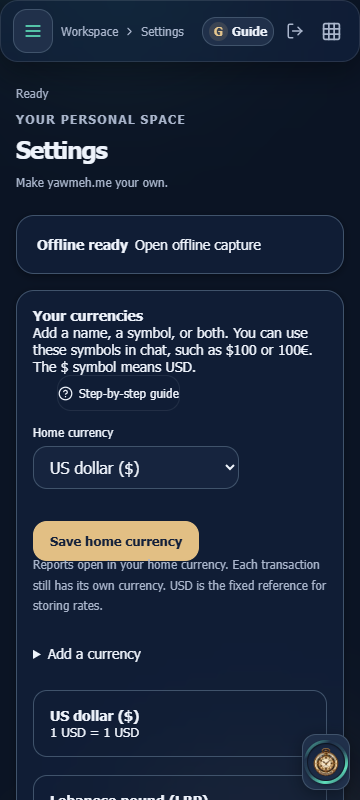 Workspace > Settings
G Guide
Ready
YOUR PERSONAL SPACE
Settings
Make yawmeh.me your own.
Offline ready Open offline capture
Your currencies
Add a name, a symbol, or both. You can use
these symbols in chat, such as $100 or 100€.
The $ symbol means USD.
? Step-by-step guide
Home currency
US dollar ($)
Save home currency
Reports open in your home currency. Each transaction
still has its own currency. USD is the fixed reference for
storing rates.
Add a currency
US dollar ($)
1 USD = 1 USD
Lebanese pound (LBP)